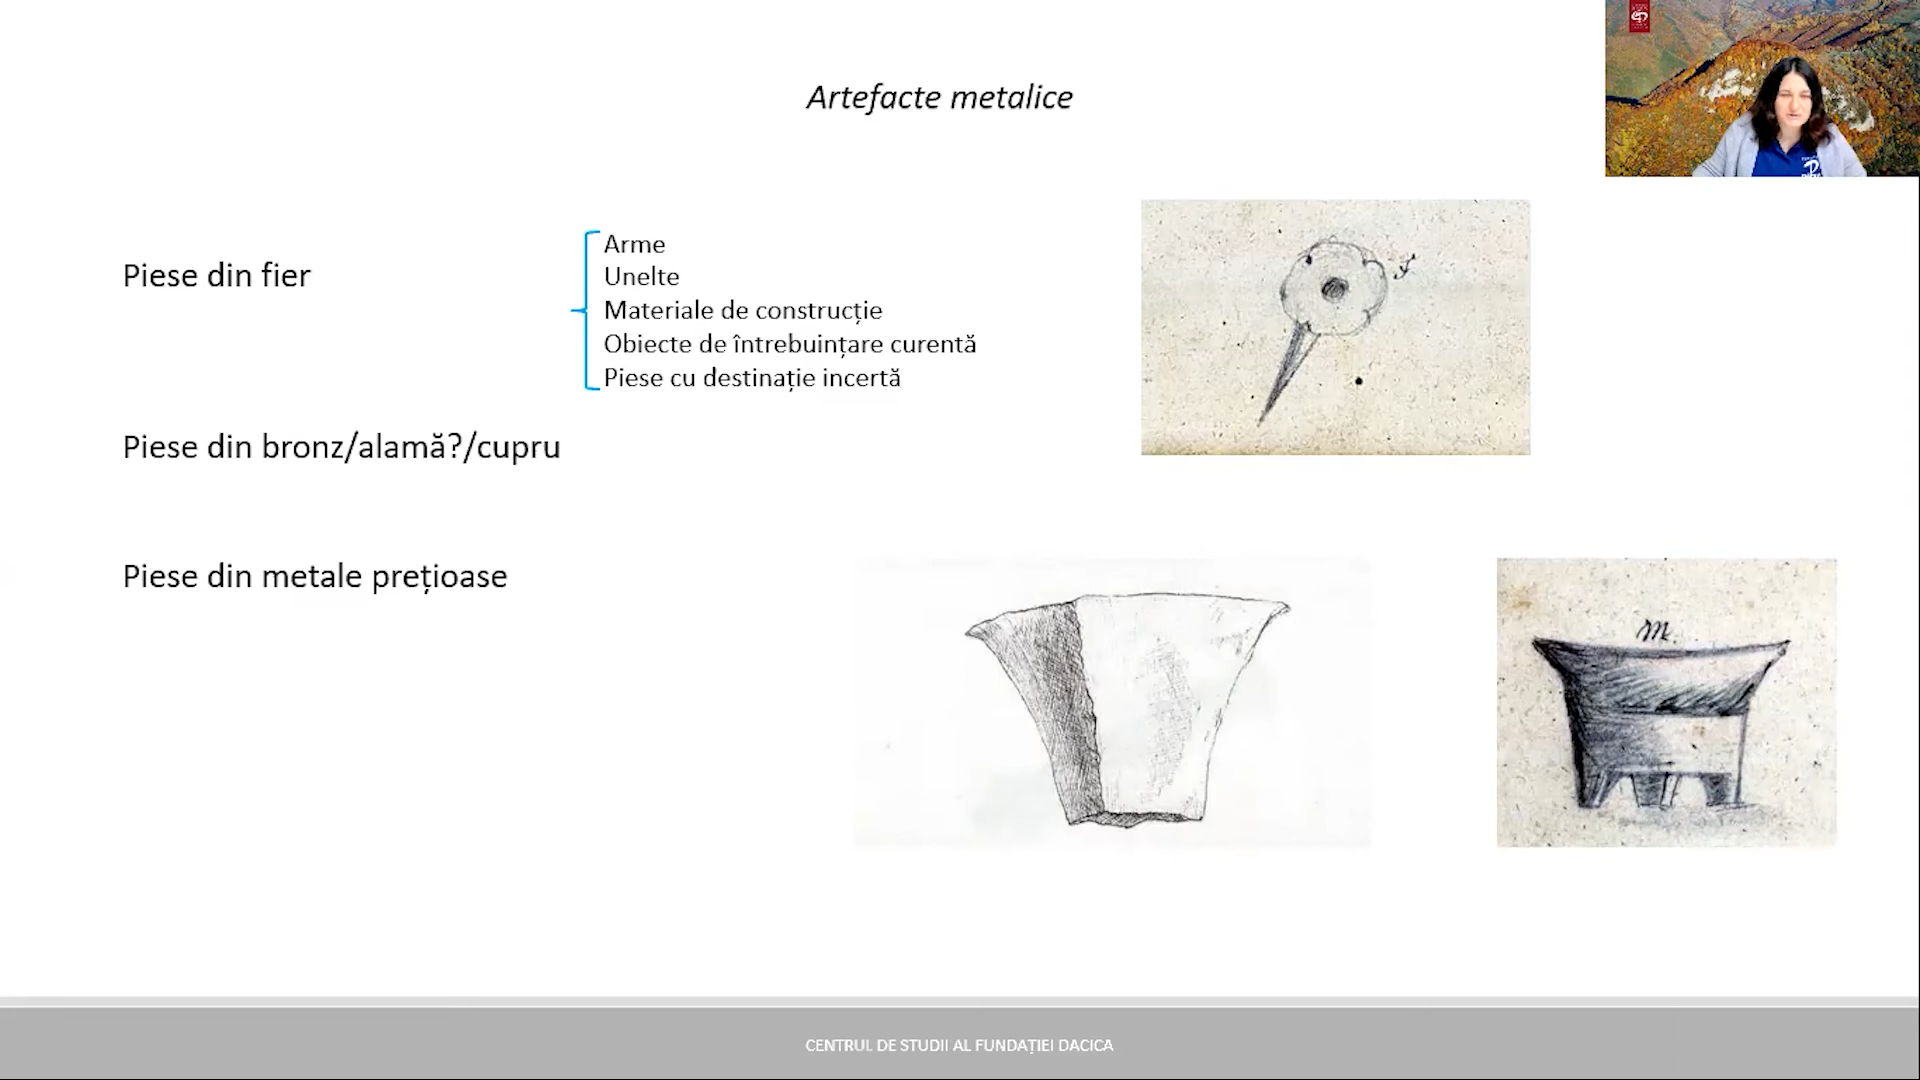 Artefacte metalice
Piese din fier
Arme
Unelte
Materiale de construcție
Obiecte de întrebuințare curentă
Piese cu destinație incertă
Piese din bronz/alamă?/cupru
Piese din metale prețioase
M.
CENTRUL DE STUDII AL FUNDAȚIEI DACICA